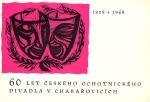 1908 * 1968
60 LET ČESKÉHO OCHOTNICKÉHO
DIVADLA V CHABAŘOVICÍCH